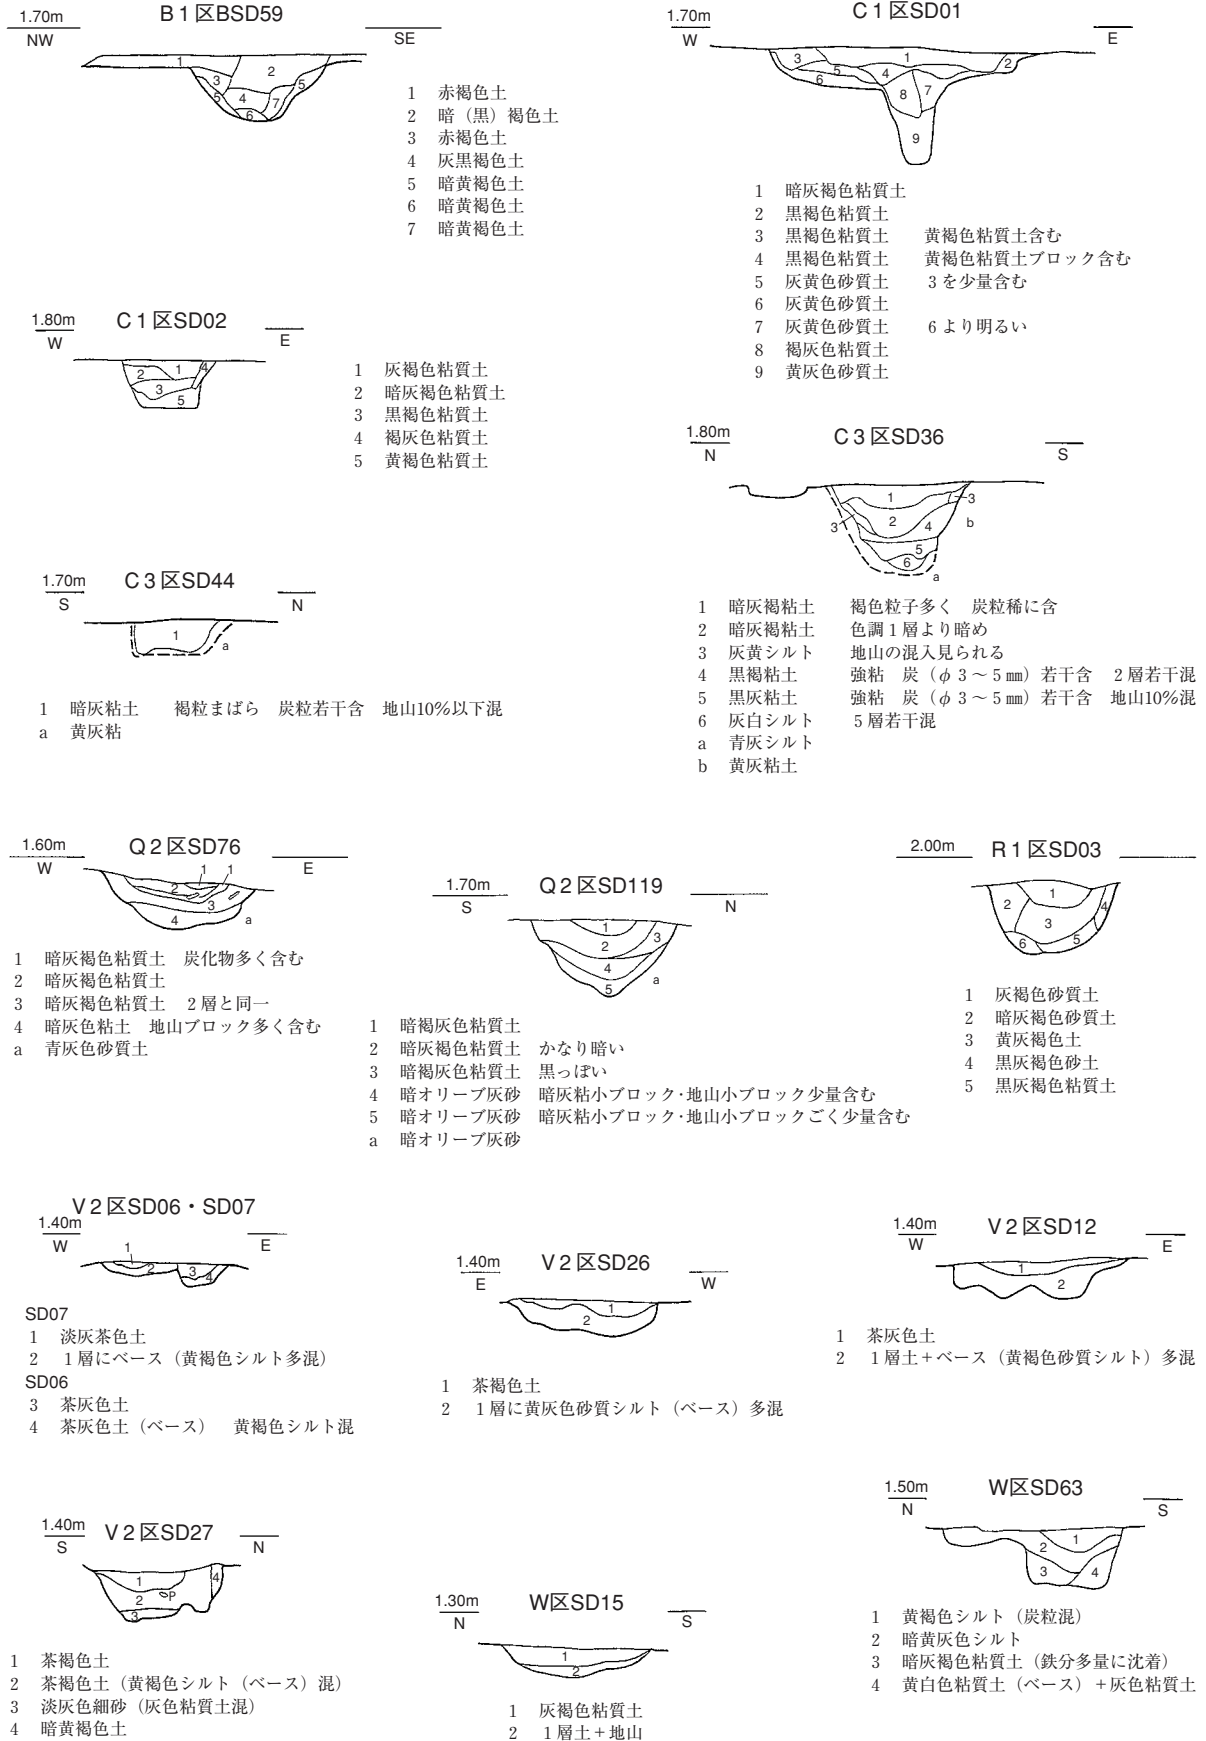 B1区BSD59
1.70m
NW
SE
1
2
3
5
5
4
7
6
1 赤褐色土
2 暗（黒）褐色土
3 赤褐色土
4 灰黒褐色土
5 暗黄褐色土
6 暗黄褐色土
7 暗黄褐色土
C1区SD01
1.70m
W
E
3
5
1
2
6
4
8
7
9
1 暗灰褐色粘質土
2 黒褐色粘質土
3 黒褐色粘質土 黄褐色粘質土含む
4 黒褐色粘質土 黄褐色粘質土ブロック含む
5 灰黄色砂質土 3を少量含む
6 灰黄色砂質土
7 灰黄色砂質土 6より明るい
8 褐灰色粘質土
9 黄灰色砂質土
C1区SD02
1.80m
W
E
2
1
4
3
5
1 灰褐色粘質土
2 暗灰褐色粘質土
3 黒褐色粘質土
4 褐灰色粘質土
5 黄褐色粘質土
C3区SD36
1.80m
N
S
1
3
3
2
4
b
5
6
a
1 暗灰褐粘土 褐色粒子多く 炭粒稀に含
2 暗灰褐粘土 色調1層より暗め
3 灰黄シルト 地山の混入見られる
4 黒褐粘土 強粘 炭（φ3～5㎜）若干含 2層若干混
5 黒灰粘土 強粘 炭（φ3～5㎜）若干含 地山10%混
6 灰白シルト 5層若干混
a 青灰シルト
b 黄灰粘土
C3区SD44
1.70m
S
N
1
a
1 暗灰粘土 褐粒まばら 炭粒若干含 地山10%以下混
a 黄灰粘
Q2区SD76
1.60m
W
E
1
1
2
3
4
a
1 暗灰褐色粘質土 炭化物多く含む
2 暗灰褐色粘質土
3 暗灰褐色粘質土 2層と同一
4 暗灰色粘土 地山ブロック多く含む
a 青灰色砂質土
Q2区SD119
1.70m
S
N
1
2
3
4
5
a
1 暗褐灰色粘質土
2 暗灰褐色粘質土 かなり暗い
3 暗褐灰色粘質土 黒っぽい
4 暗オリーブ灰砂 暗灰粘小ブロック･地山小ブロック少量含む
5 暗オリーブ灰砂 暗灰粘小ブロック･地山小ブロックごく少量含む
a 暗オリーブ灰砂
R1区SD03
2.00m
1
2
4
3
6
5
1 灰褐色砂質土
2 暗灰褐色砂質土
3 黄灰褐色土
4 黒灰褐色砂土
5 黒灰褐色粘質土
V2区SD06・SD07
1.40m
W
E
1
2
3
4
SD07
1 淡灰茶色土
2 1層にベース（黄褐色シルト多混）
SD06
3 茶灰色土
4 茶灰色土（ベース） 黄褐色シルト混
V2区SD26
1.40m
E
W
1
2
1 茶褐色土
2 1層に黄灰色砂質シルト（ベース）多混
V2区SD12
1.40m
W
E
1
2
1 茶灰色土
2 1層土＋ベース（黄褐色砂質シルト）多混
V2区SD27
1.40m
S
N
1
2
P
4
3
1 茶褐色土
2 茶褐色土（黄褐色シルト（ベース）混）
3 淡灰色細砂（灰色粘質土混）
4 暗黄褐色土
W区SD15
1.30m
N
S
1
2
1 灰褐色粘質土
2 1層土＋地山
W区SD63
1.50m
N
S
2
1
3
4
1 黄褐色シルト（炭粒混）
2 暗黄灰色シルト
3 暗灰褐色粘質土（鉄分多量に沈着）
4 黄白色粘質土（ベース）＋灰色粘質土